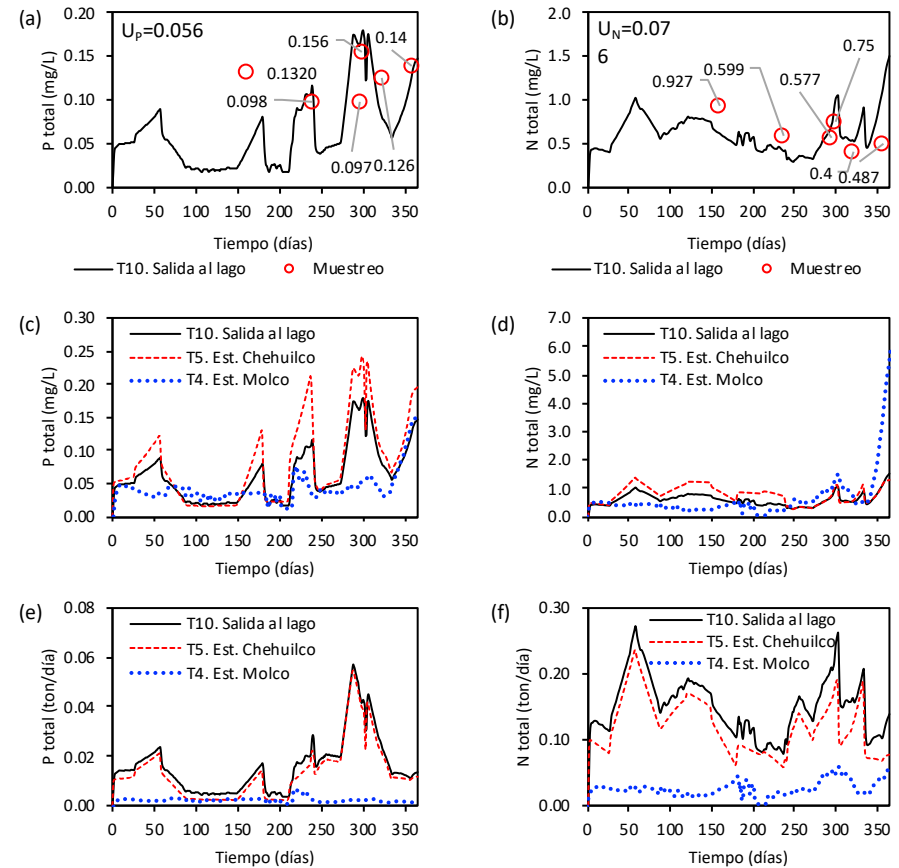 (a)
U_P=0.056
P total (mg/L)
0.20
0.15
0.10
0.05
0.00
0.1320
0.098
0.156
0.14
0.097
0.126
0 50 100 150 200 250 300 350
Tiempo (días)
T10. Salida al lago
Muestreo
(b)
U_N=0.07
6
N total (mg/L)
2.0
1.5
1.0
0.5
0.0
0.927
0.599
0.577
0.75
0.4
0.487
0 50 100 150 200 250 300 350
Tiempo (días)
T10. Salida al lago
Muestreo
(c)
P total (mg/L)
0.30
0.25
0.20
0.15
0.10
0.05
0.00
T10. Salida al lago
T5. Est. Chehuilco
T4. Est. Molco
0 50 100 150 200 250 300 350
Tiempo (días)
(d)
N total (mg/L)
7.0
6.0
5.0
4.0
3.0
2.0
1.0
0.0
T10. Salida al lago
T5. Est. Chehuilco
T4. Est. Molco
0 50 100 150 200 250 300 350
Tiempo (días)
(e)
P total (ton/día)
0.08
0.06
0.04
0.02
0.00
T10. Salida al lago
T5. Est. Chehuilco
T4. Est. Molco
0 50 100 150 200 250 300 350
Tiempo (días)
(f)
N total (ton/día)
0.30
0.20
0.10
0.00
T10. Salida al lago
T5. Est. Chehuilco
T4. Est. Molco
0 50 100 150 200 250 300 350
Tiempo (días)